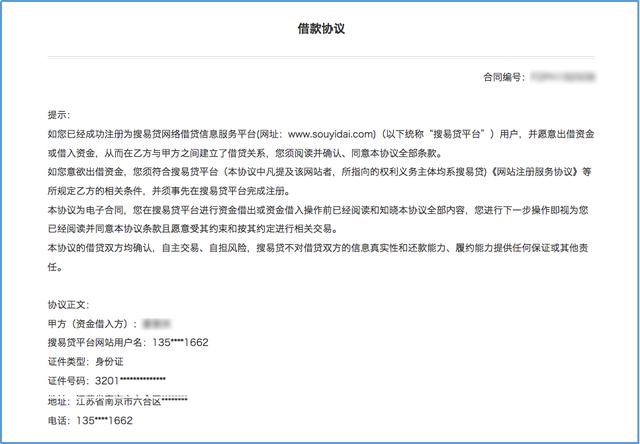 借款协议
合同编号：
提示：
如您已经成功注册为搜易贷网络借贷信息服务平台(网址：www.souyidai.com)（以下统称“搜易贷平台”）用户，并愿意出借资金
或借入资金，从而在乙方与甲方之间建立了借贷关系，您须阅读并确认、同意本协议全部条款。
如您意欲出借资金，您须符合搜易贷平台（本协议中凡提及该网站者，所指向的权利义务主体均系搜易贷)《网站注册服务协议》等
所规定乙方的相关条件，并须事先在搜易贷平台完成注册。
本协议为电子合同，您在搜易贷平台进行资金借出或资金借入操作前已经阅读和知晓本协议全部内容，您进行下一步操作即视为您
已经阅读并同意本协议条款且愿意受其约束和按其约定进行相关交易。
本协议的借贷双方均确认，自主交易、自担风险，搜易贷不对借贷双方的信息真实性和还款能力、履约能力提供任何保证或其他责
任。
协议正文：
甲方（资金借入方）：
搜易贷平台网站用户名：135****1662
证件类型：身份证
证件号码：3201**************
地址：江苏省南京市六合区********
电话：135****1662